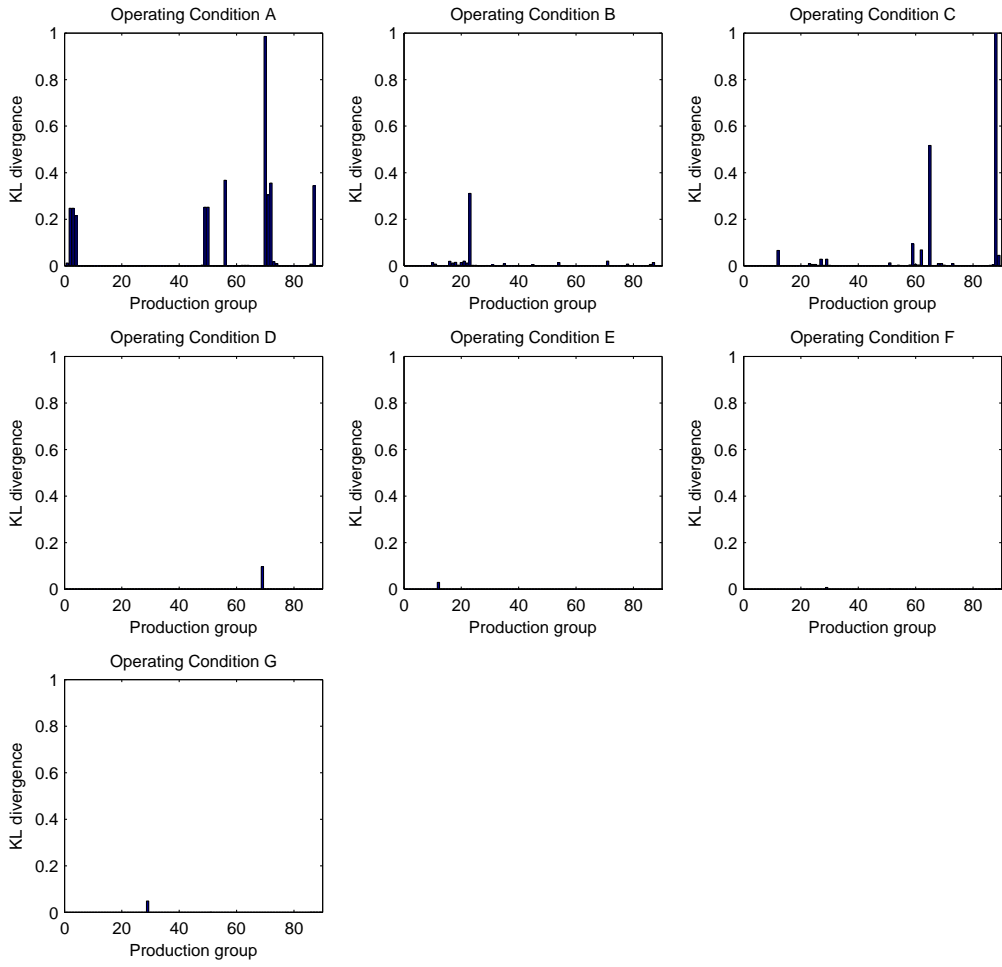 Operating Condition A
KL divergence
1
0.8
0.6
0.4
0.2
0
0 20 40 60 80
Production group
Operating Condition B
KL divergence
1
0.8
0.6
0.4
0.2
0
0 20 40 60 80
Production group
Operating Condition C
KL divergence
1
0.8
0.6
0.4
0.2
0
0 20 40 60 80
Production group
Operating Condition D
KL divergence
1
0.8
0.6
0.4
0.2
0
0 20 40 60 80
Production group
Operating Condition E
KL divergence
1
0.8
0.6
0.4
0.2
0
0 20 40 60 80
Production group
Operating Condition F
KL divergence
1
0.8
0.6
0.4
0.2
0
0 20 40 60 80
Production group
Operating Condition G
KL divergence
1
0.8
0.6
0.4
0.2
0
0 20 40 60 80
Production group